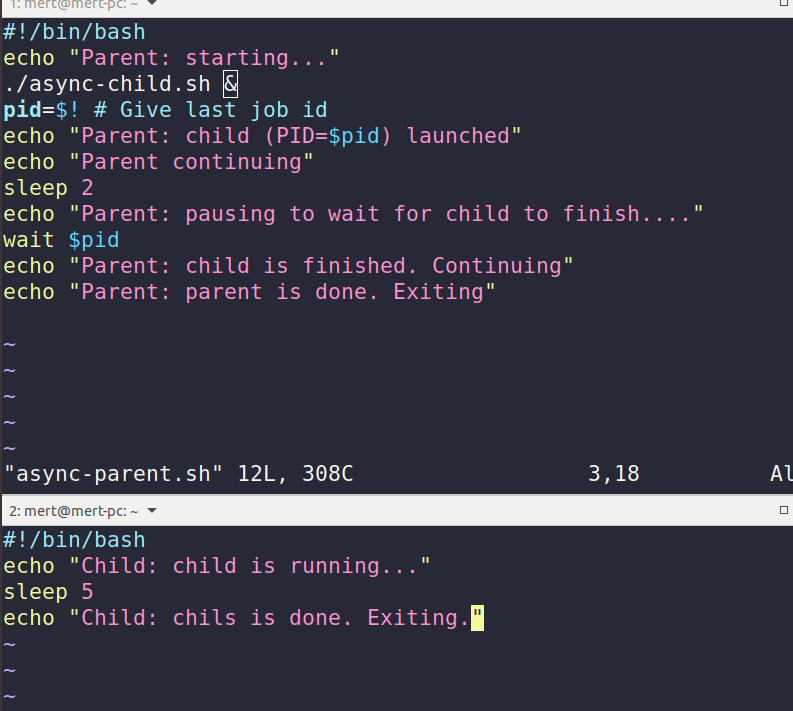 1: mert@mert-pc: ~
#!/bin/bash
echo "Parent: starting..."
./async-child.sh &
pid=$! # Give last job id
echo "Parent: child (PID=$pid) launched"
echo "Parent continuing"
sleep 2
echo "Parent: pausing to wait for child to finish...."
wait $pid
echo "Parent: child is finished. Continuing"
echo "Parent: parent is done. Exiting"
~
~
~
~
~
"async-parent.sh" 12L, 308C 3,18 Al
2: mert@mert-pc: ~
#!/bin/bash
echo "Child: child is running..."
sleep 5
echo "Child: chils is done. Exiting."
~
~
~